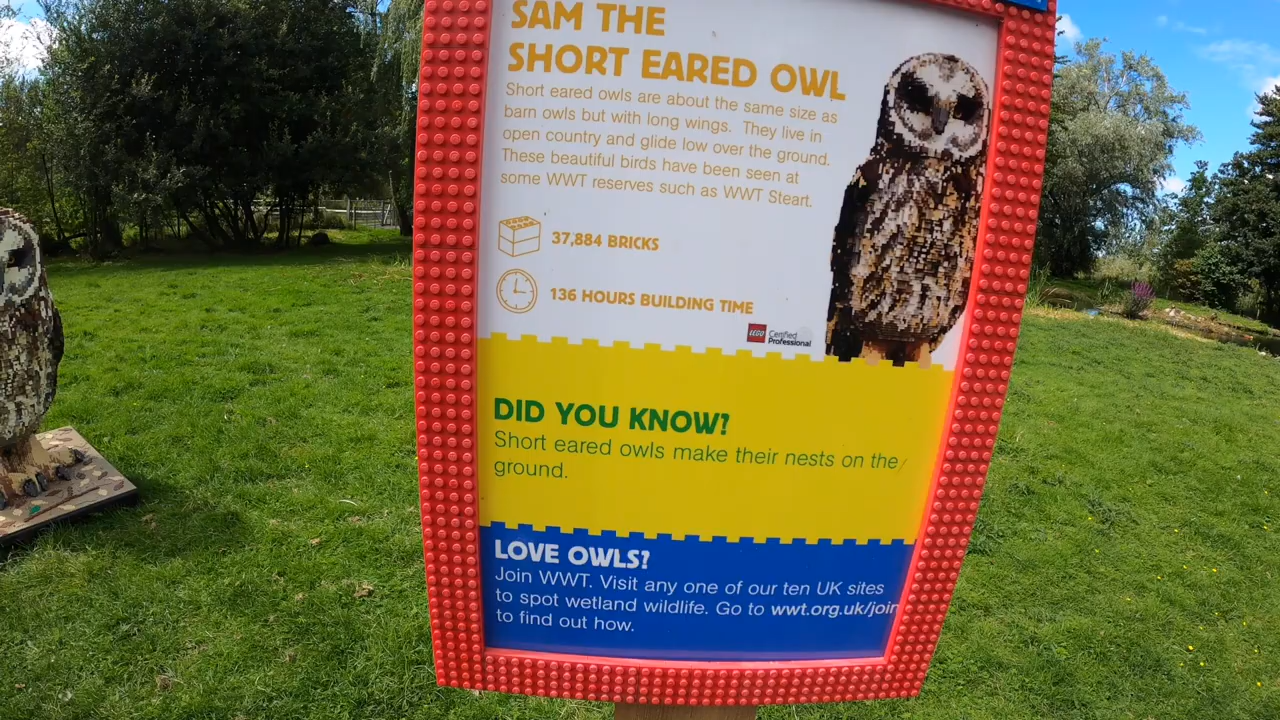 SAM THE
SHORT EARED OWL
Short eared owls are about the same size as
barn owls but with long wings. They live in
open country and glide low over the ground.
These beautiful birds have been seen at
some WWT reserves such as WWT Steart.
37,884 BRICKS
136 HOURS BUILDING TIME
LEGO Certified
Professional
DID YOU KNOW?
Short eared owls make their nests on the
ground.
LOVE OWLS?
Join WWT. Visit any one of our ten UK sites
to spot wetland wildlife. Go to wwt.org.uk/join
to find out how.